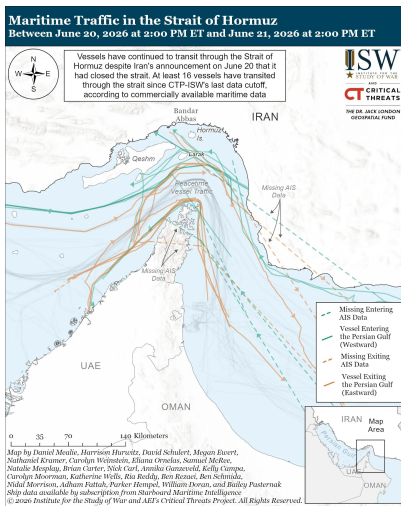 Maritime Traffic in the Strait of Hormuz
Between June 20, 2026 at 2:00 PM ET and June 21, 2026 at 2:00 PM ET
N
W
E
S
Vessels have continued to transit through the Strait of
Hormuz despite Iran's announcement on June 20 that it
had closed the strait. At least 16 vessels have transited
through the strait since CTP-ISW's last data cutoff,
according to commercially available maritime data
ISW
INSTITUTE FOR THE
STUDY OF WAR
AND
CT CRITICAL
THREATS
THE DR. JACK LONDON
GEOSPATIAL FUND
Bandar
Abbas
IRAN
Hormuz
Is.
Qeshm
Larak
Peacetime
Vessel Traffic
Missing AIS
Data
Missing AIS
Data
UAE
OMAN
Missing Entering
AIS Data
Vessel Entering
the Persian Gulf
(Westward)
Missing Exiting
AIS Data
Vessel Exiting
the Persian Gulf
(Eastward)
0 35 70 140 Kilometers
IRAN
Map
Area
Persian Gulf
UAE
OMAN
Map by Daniel Mealie, Harrison Hurwitz, David Schulert, Megan Ewert,
Nathaniel Kramer, Carolyn Weinstein, Eliana Ornelas, Samuel McRee,
Natalie Mesplay, Brian Carter, Nick Carl, Annika Ganzeveld, Kelly Campa,
Carolyn Moorman, Katherine Wells, Ria Reddy, Ben Rezaei, Ben Schmida,
Nidal Morrison, Adham Fattah, Parker Hempel, William Doran, and Bailey Pasternak
Ship data available by subscription from Starboard Maritime Intelligence
© 2026 Institute for the Study of War and AEI's Critical Threats Project. All Rights Reserved.